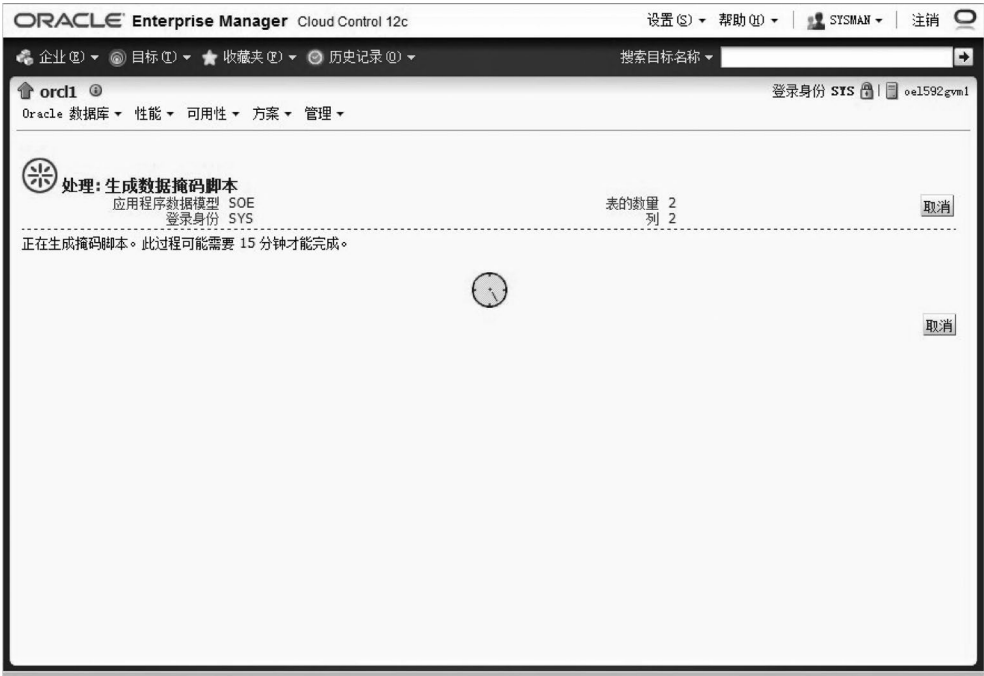 ORACLE Enterprise Manager Cloud Control 12c 设置(S) 帮助(H) SYSMAN 注销
企业(E) 目标(T) 收藏夹(F) 历史记录(O) 搜索目标名称
orcl1 登录身份 SYS oel592gvm1
Oracle 数据库 性能 可用性 方案 管理
处理: 生成数据掩码脚本
应用程序数据模型 SOE 表的数量 2 取消
登录身份 SYS 列 2
正在生成掩码脚本。此过程可能需要 15 分钟才能完成。
取消